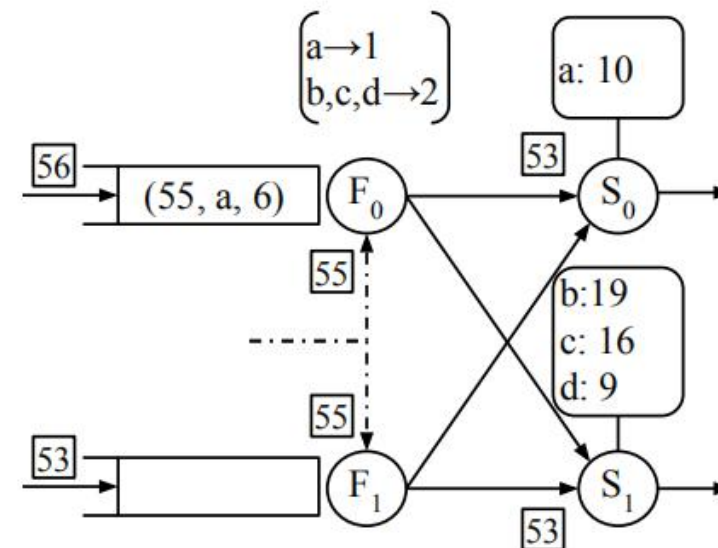 a→1
b,c,d→2
a: 10
56
(55, a, 6)
F₀
53
S₀
55
b:19
c: 16
d: 9
55
53
F₁
S₁
53